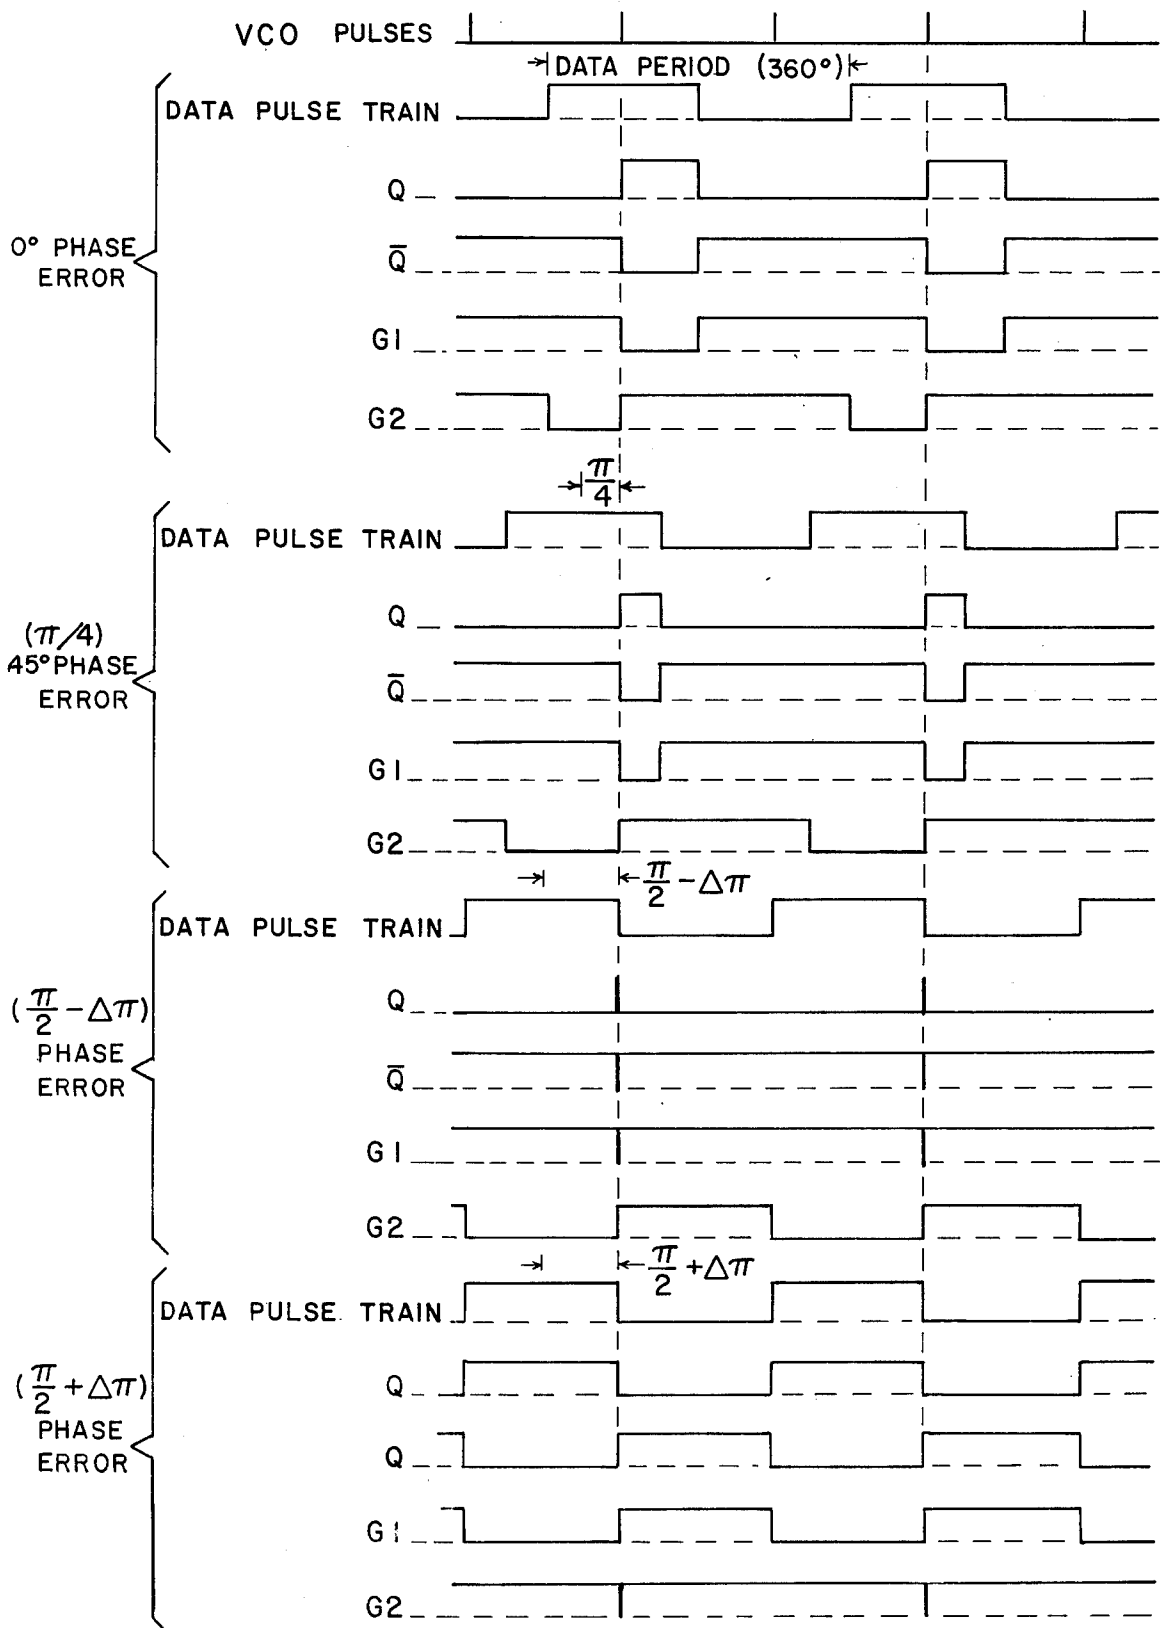 VCO PULSES
DATA PERIOD (360°)
DATA PULSE TRAIN
Q
Q̅
G1
G2
0° PHASE
ERROR
π/4
DATA PULSE TRAIN
Q
Q̅
G1
G2
(π/4)
45° PHASE
ERROR
π/2 - Δπ
DATA PULSE TRAIN
Q
Q̅
G1
G2
(π/2 - Δπ)
PHASE
ERROR
π/2 + Δπ
DATA PULSE TRAIN
Q
Q
G1
G2
(π/2 + Δπ)
PHASE
ERROR